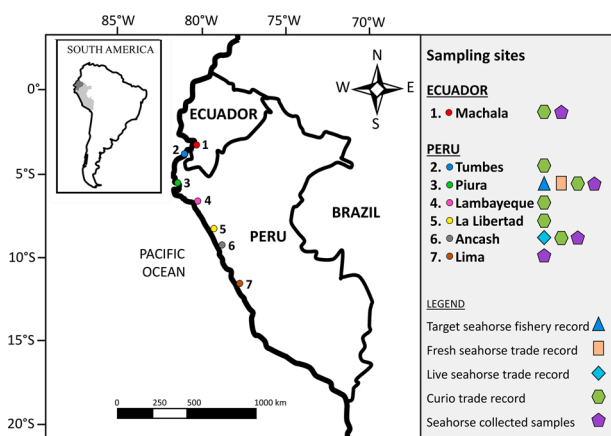 85°W 80°W 75°W 70°W
SOUTH AMERICA
N
W E
S
0°
5°S
10°S
15°S
20°S
ECUADOR
1
2
3
4
5
6
7
PERU
BRAZIL
PACIFIC
OCEAN
0 250 500 1000 km
Sampling sites
ECUADOR
1. Machala
PERU
2. Tumbes
3. Piura
4. Lambayeque
5. La Libertad
6. Ancash
7. Lima
LEGEND
Target seahorse fishery record
Fresh seahorse trade record
Live seahorse trade record
Curio trade record
Seahorse collected samples